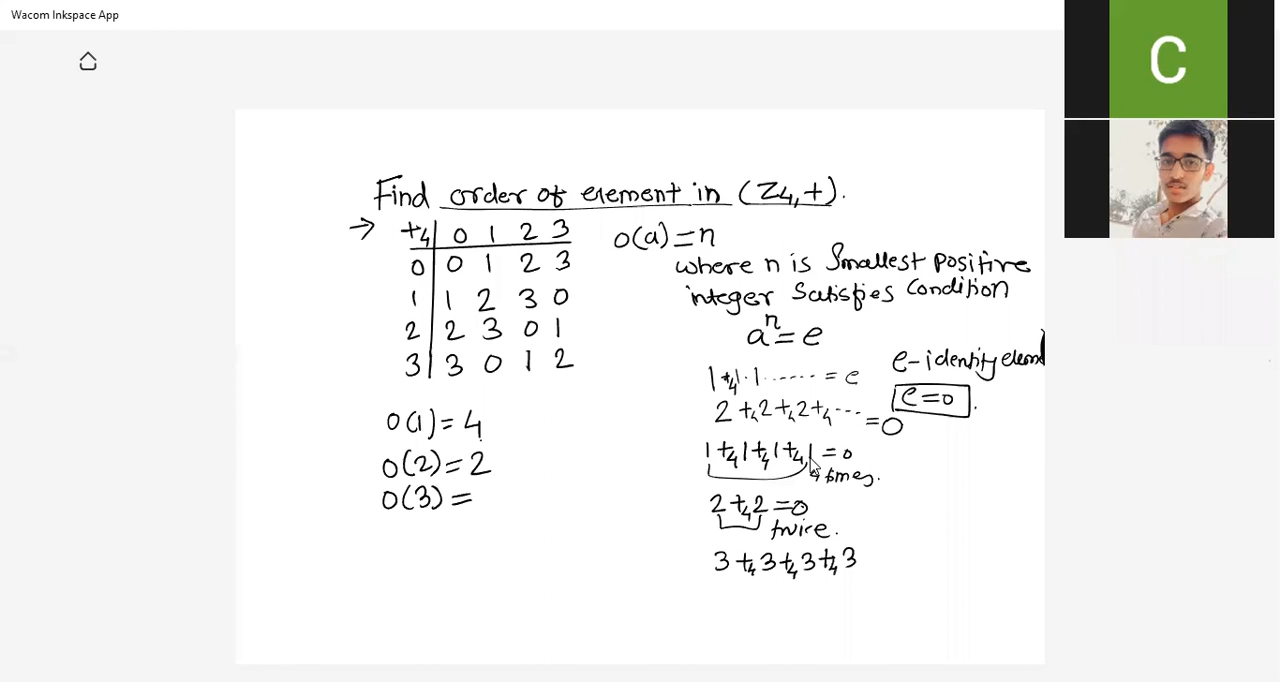 Wacom Inkspace App
C
Find order of element in (Z4,+).
→ +4 | 0 1 2 3
0 | 0 1 2 3
1 | 1 2 3 0
2 | 2 3 0 1
3 | 3 0 1 2
o(1) = 4
o(2) = 2
o(3) =
o(a) = n
where n is smallest positive
integer satisfies condition
aⁿ = e
e - identity elem
e = 0.
1 +4 1 · 1 ...... = e
2 +4 2 +4 2 +4 ... = 0
1 +4 1 +4 1 +4 1 = 0
4 times.
2 +4 2 = 0
twice.
3 +4 3 +4 3 +4 3